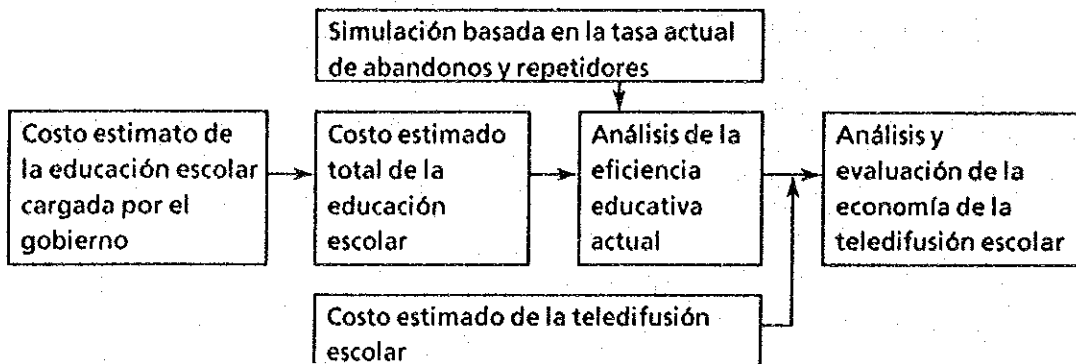 Simulación basada en la tasa actual
de abandonos y repetidores
Costo estimato de
la educación escolar
cargada por el
gobierno
Costo estimado
total de la
educación
escolar
Análisis de la
eficiencia
educativa
actual
Análisis y
evaluación de la
economía de la
teledifusión escolar
Costo estimado de la teledifusión
escolar